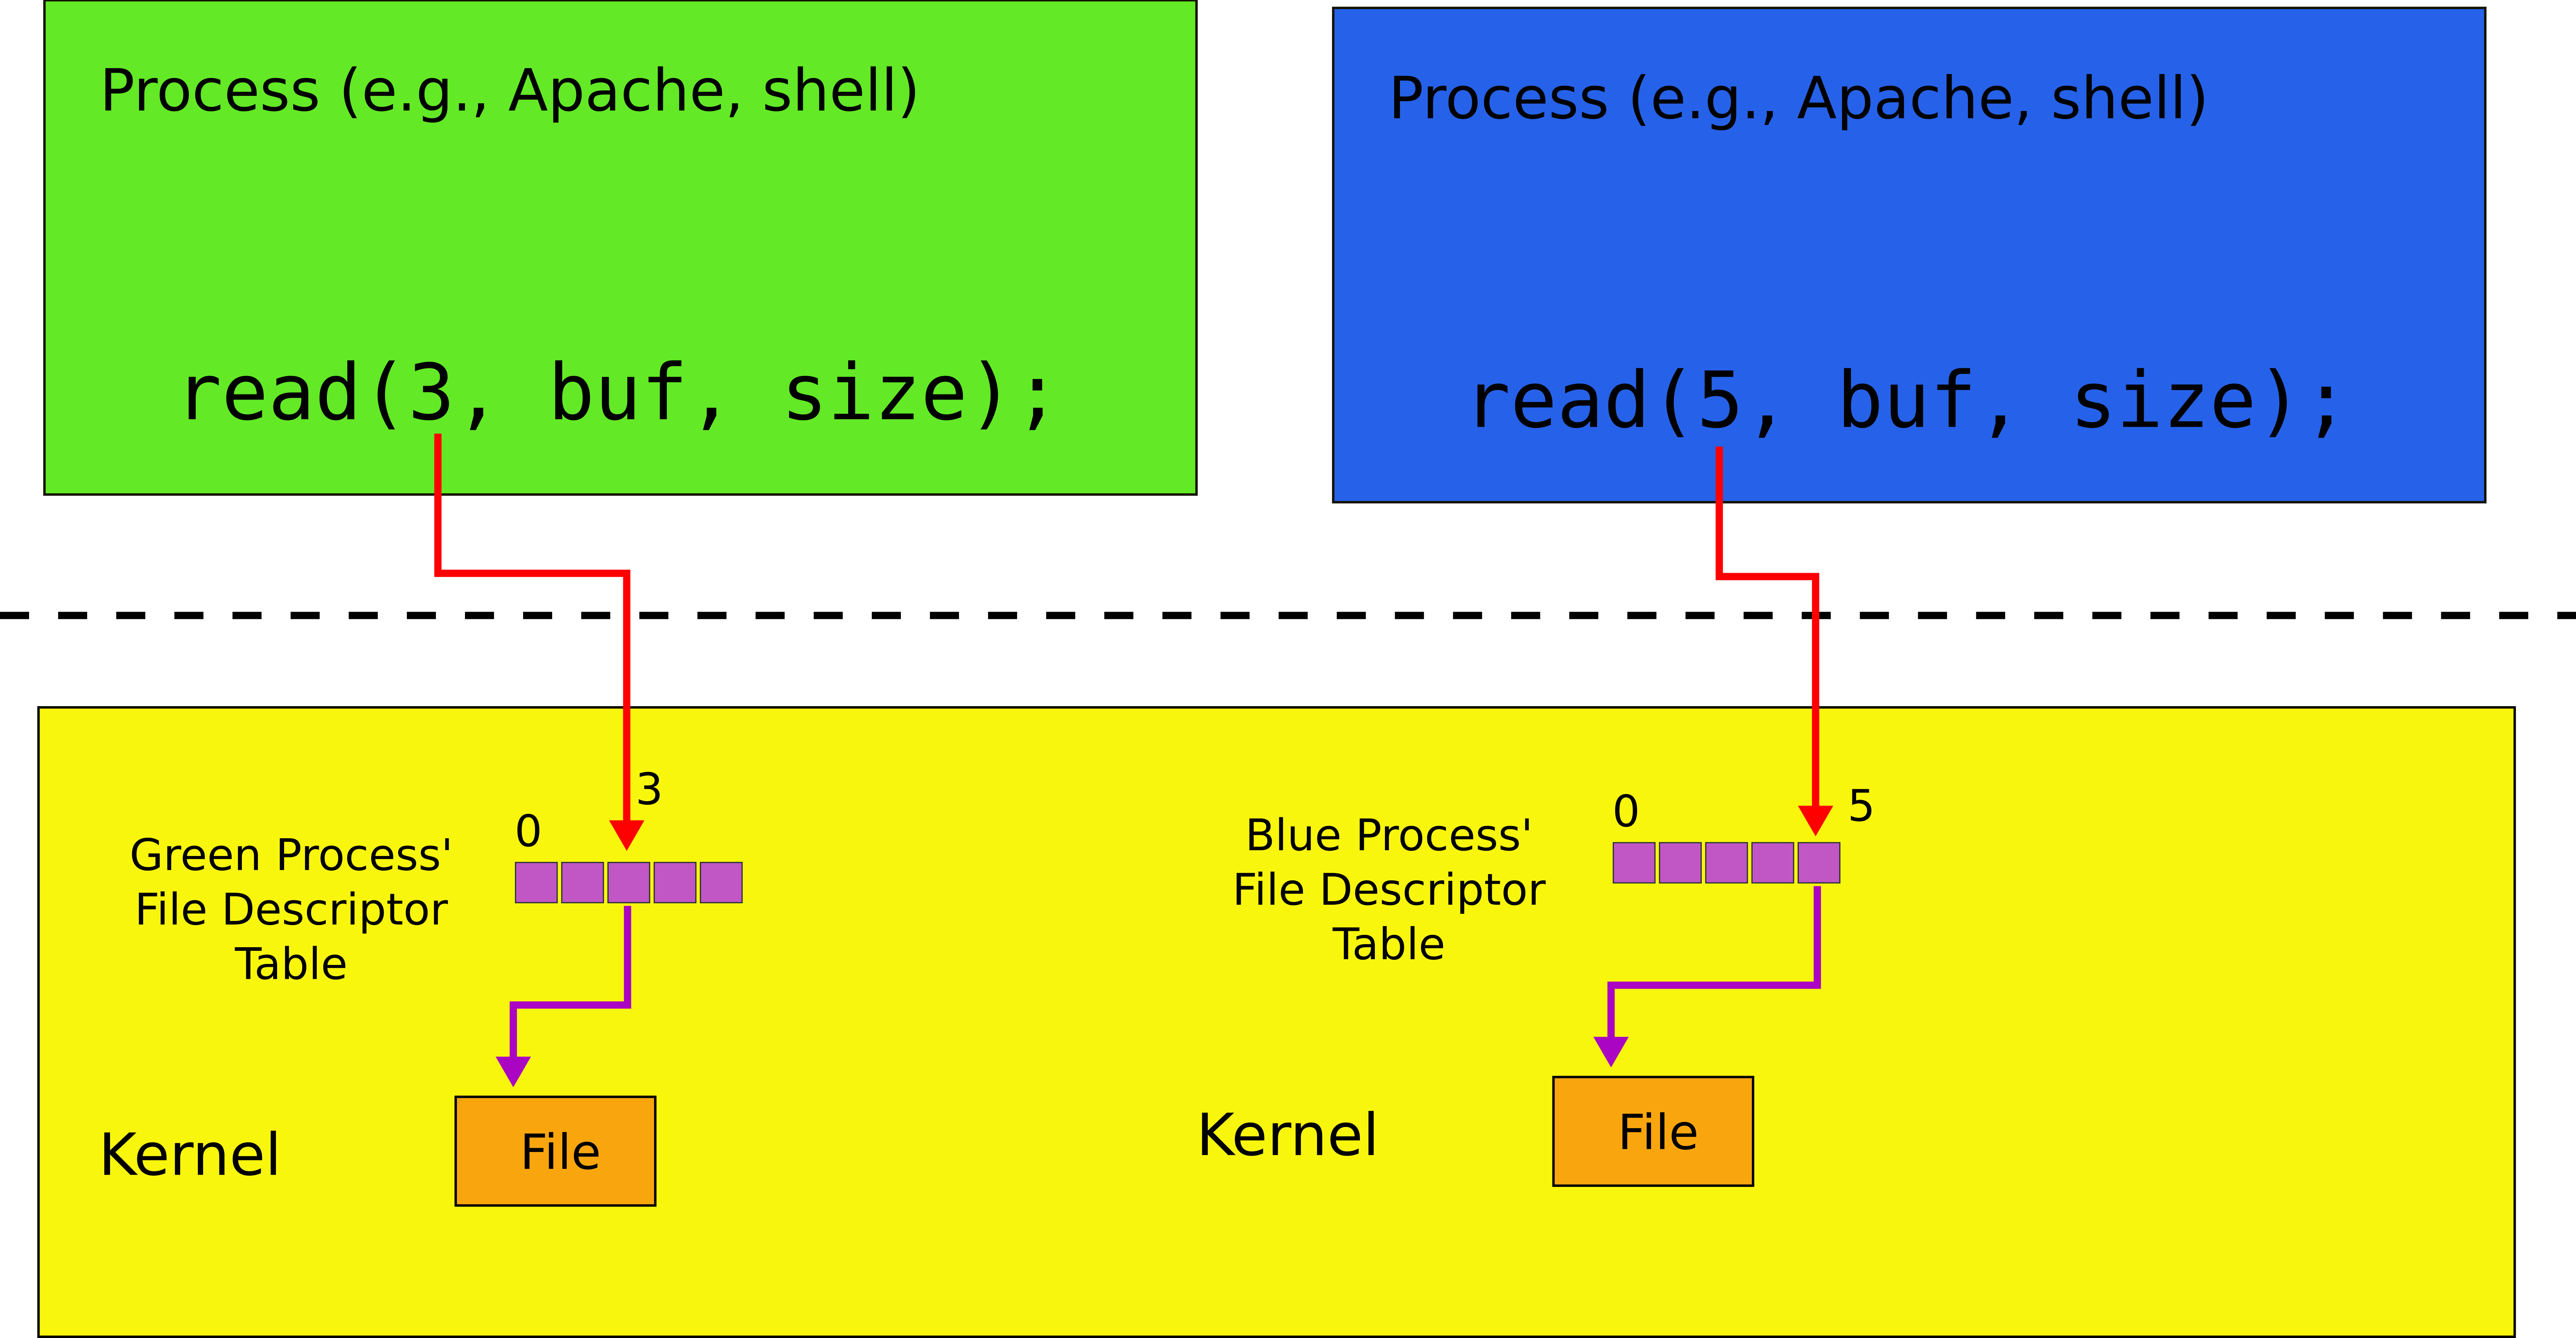 Process (e.g., Apache, shell)
read(3, buf, size);
Process (e.g., Apache, shell)
read(5, buf, size);
0
3
Green Process'
File Descriptor
Table
Kernel
File
0
5
Blue Process'
File Descriptor
Table
Kernel
File